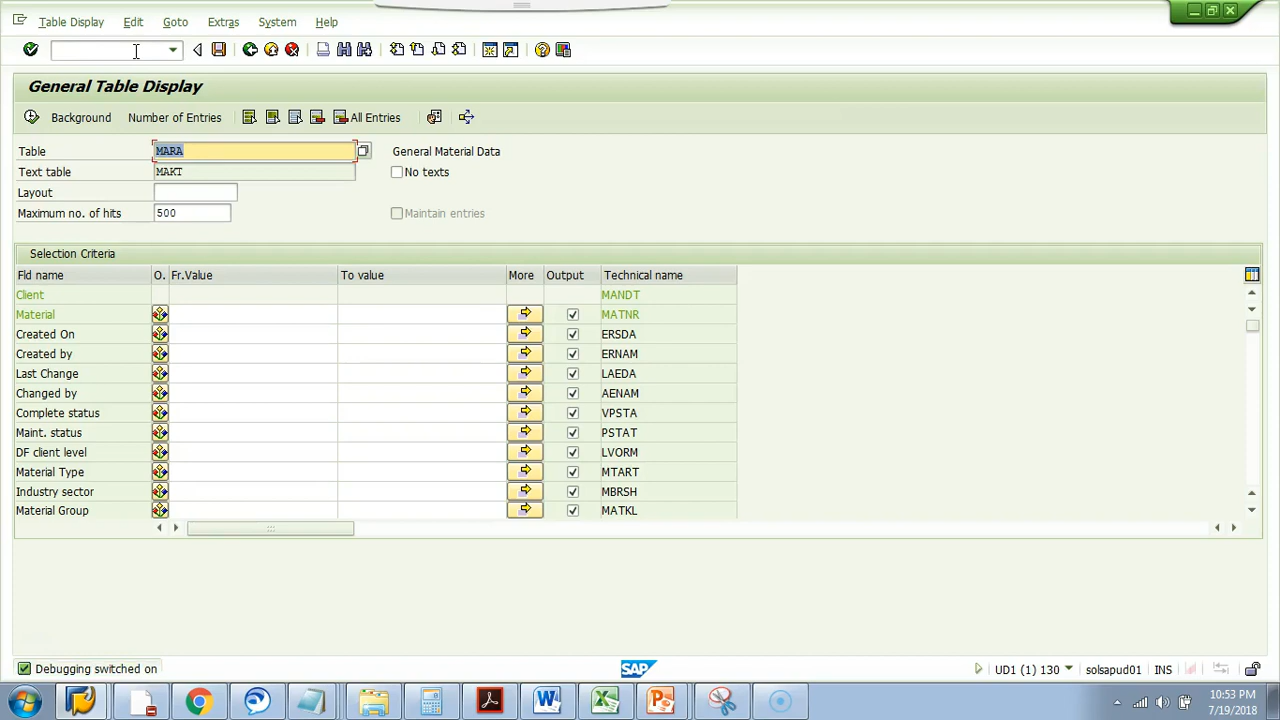 Table Display Edit Goto Extras System Help
General Table Display
Background Number of Entries All Entries
Table MARA General Material Data
Text table MAKT No texts
Layout
Maximum no. of hits 500 Maintain entries
Selection Criteria
Fld name O. Fr.Value To value More Output Technical name
Client MANDT
Material MATNR
Created On ERSDA
Created by ERNAM
Last Change LAEDA
Changed by AENAM
Complete status VPSTA
Maint. status PSTAT
DF client level LVORM
Material Type MTART
Industry sector MBRSH
Material Group MATKL
Debugging switched on SAP UD1 (1) 130 solsapud01 INS
10:53 PM
7/19/2018